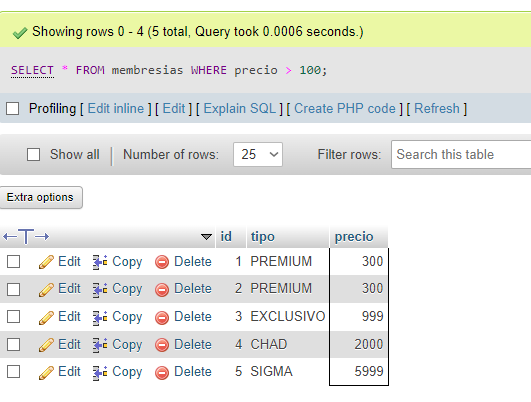 Showing rows 0 - 4 (5 total, Query took 0.0006 seconds.)
SELECT * FROM membresias WHERE precio > 100;
Profiling [ Edit inline ] [ Edit ] [ Explain SQL ] [ Create PHP code ] [ Refresh ]
Show all | Number of rows: 25 Filter rows: Search this table
Extra options
←T→ id tipo precio
Edit Copy Delete 1 PREMIUM 300
Edit Copy Delete 2 PREMIUM 300
Edit Copy Delete 3 EXCLUSIVO 999
Edit Copy Delete 4 CHAD 2000
Edit Copy Delete 5 SIGMA 5999